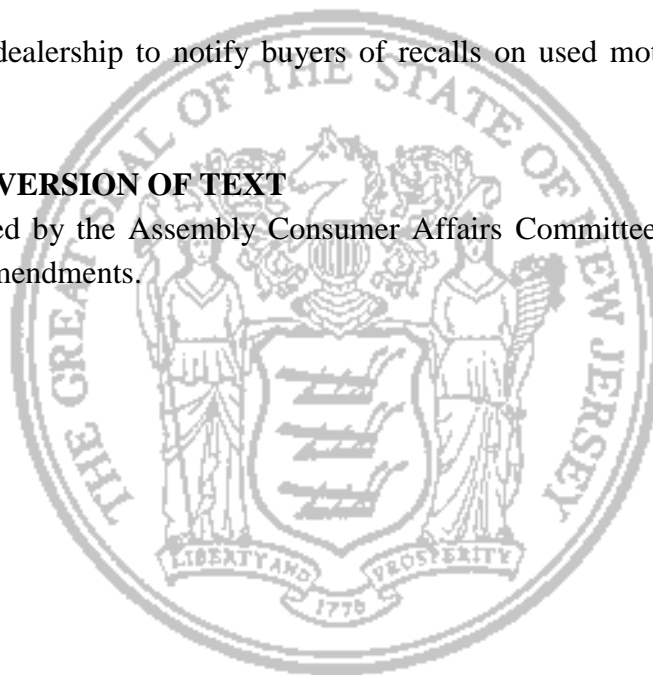 dealership to notify buyers of recalls on used mot
VERSION OF TEXT
ed by the Assembly Consumer Affairs Committee
mendments.
THE GREAT SEAL OF THE STATE OF NEW JERSEY
LIBERTY AND PROSPERITY
1776